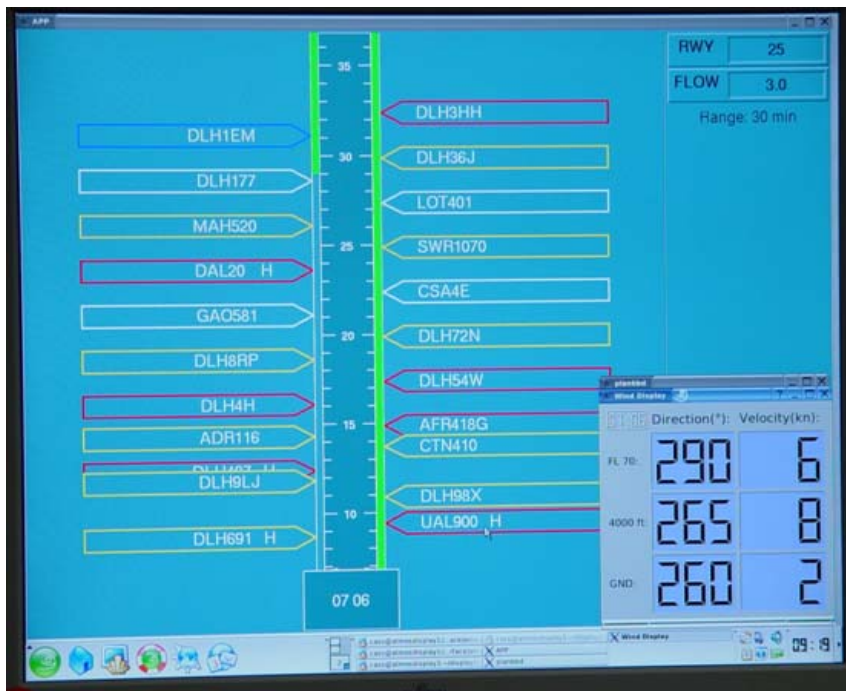 APP
RWY 25
FLOW 3.0
Range: 30 min
35
DLH3HH
DLH1EM
30
DLH36J
DLH177
LOT401
MAH520
25
SWR1070
DAL20 H
CSA4E
GAO581
20
DLH72N
DLH8RP
DLH54W
DLH4H
15
AFR418G
ADR116
CTN410
DLH9LJ
DLH98X
10
UAL900 H
DLH691 H
07 06
plantbd
Wind Display
Direction(°): Velocity(kn):
FL 70: 290 6
4000 ft: 265 8
GND: 260 2
Wind Display
APP
plantbd
09:19